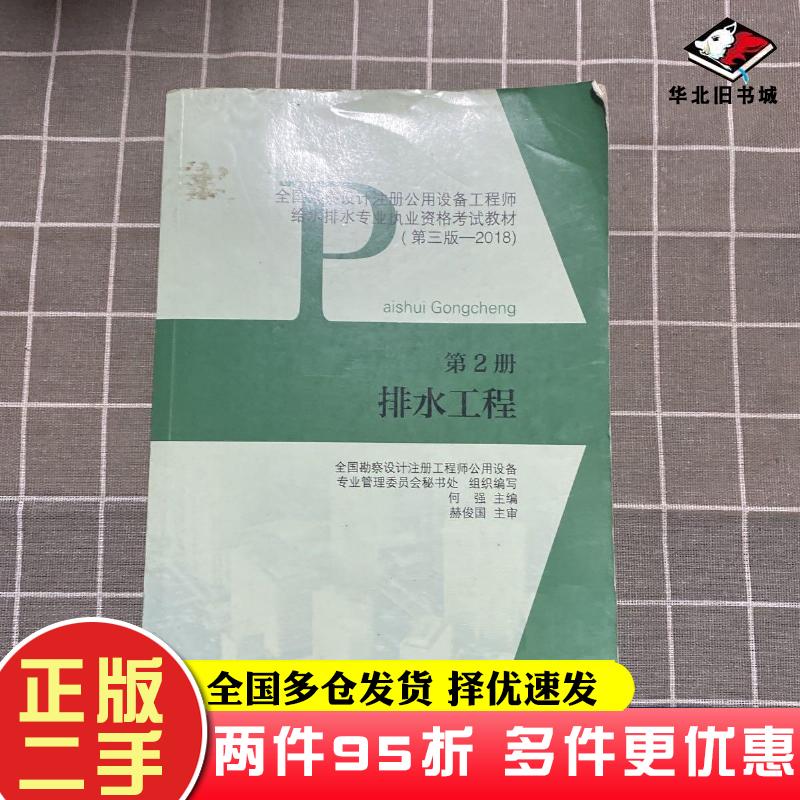 华北旧书城
全国勘察设计注册公用设备工程师
给水排水专业执业资格考试教材
(第三版—2018)
P
aishui Gongcheng
第2册
排水工程
全国勘察设计注册工程师公用设备
专业管理委员会秘书处 组织编写
何 强 主编
赫俊国 主审
正版
二手
全国多仓发货 择优速发
两件95折 多件更优惠